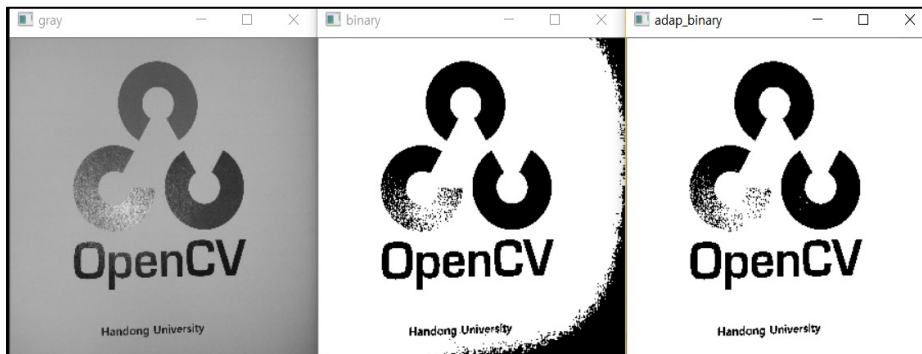 gray
binary
adap_binary
OpenCV
OpenCV
OpenCV
Handong University
Handong University
Handong University